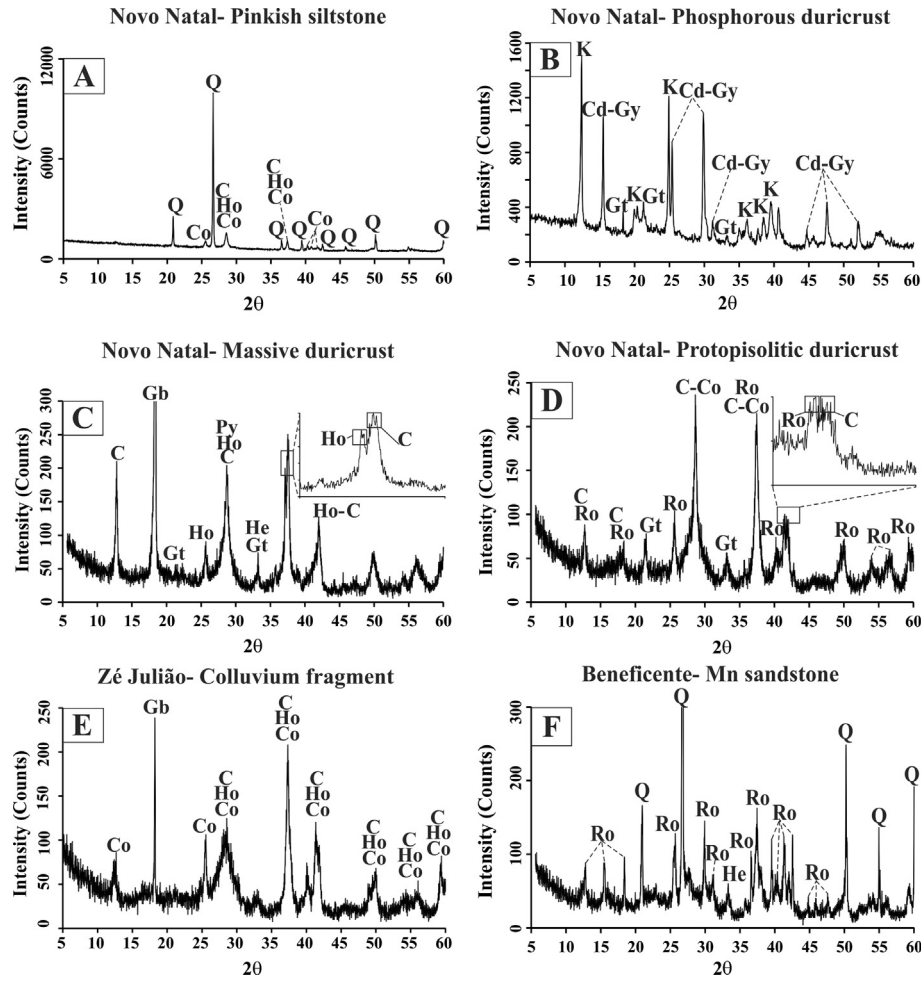 Novo Natal- Pinkish siltstone
A
Intensity (Counts)
12000
6000
0
Q
Q
Co
C
Ho
Co
C
Ho
Co
Q
Q
Co
Q
Q
Q
Q
5 10 15 20 25 30 35 40 45 50 55 60
2θ
Novo Natal- Phosphorous duricrust
B
Intensity (Counts)
1600
1200
800
400
0
K
Cd-Gy
Gt
K
Gt
K
Cd-Gy
Cd-Gy
Gt
K
K
K
Cd-Gy
5 10 15 20 25 30 35 40 45 50 55 60
2θ
Novo Natal- Massive duricrust
C
Intensity (Counts)
300
250
200
150
100
50
0
C
Gb
Gt
Ho
Py
Ho
C
He
Gt
Ho
C
Ho-C
5 10 15 20 25 30 35 40 45 50 55 60
2θ
Novo Natal- Protopisolitic duricrust
D
Intensity (Counts)
250
200
150
100
50
0
C
Ro
C
Ro
Gt
Ro
C-Co
Gt
Ro
C-Co
Ro
Ro
C
Ro
Ro
Ro
5 10 15 20 25 30 35 40 45 50 55 60
2θ
Zé Julião- Colluvium fragment
E
Intensity (Counts)
250
200
150
100
50
0
Co
Gb
Co
C
Ho
Co
C
Ho
Co
C
Ho
Co
C
Ho
Co
C
Ho
Co
C
Ho
Co
5 10 15 20 25 30 35 40 45 50 55 60
2θ
Beneficente- Mn sandstone
F
Intensity (Counts)
300
200
100
0
Ro
Q
Ro
Q
Ro
Ro
He
Ro
Ro
Ro
Ro
Q
Q
Q
5 10 15 20 25 30 35 40 45 50 55 60
2θ